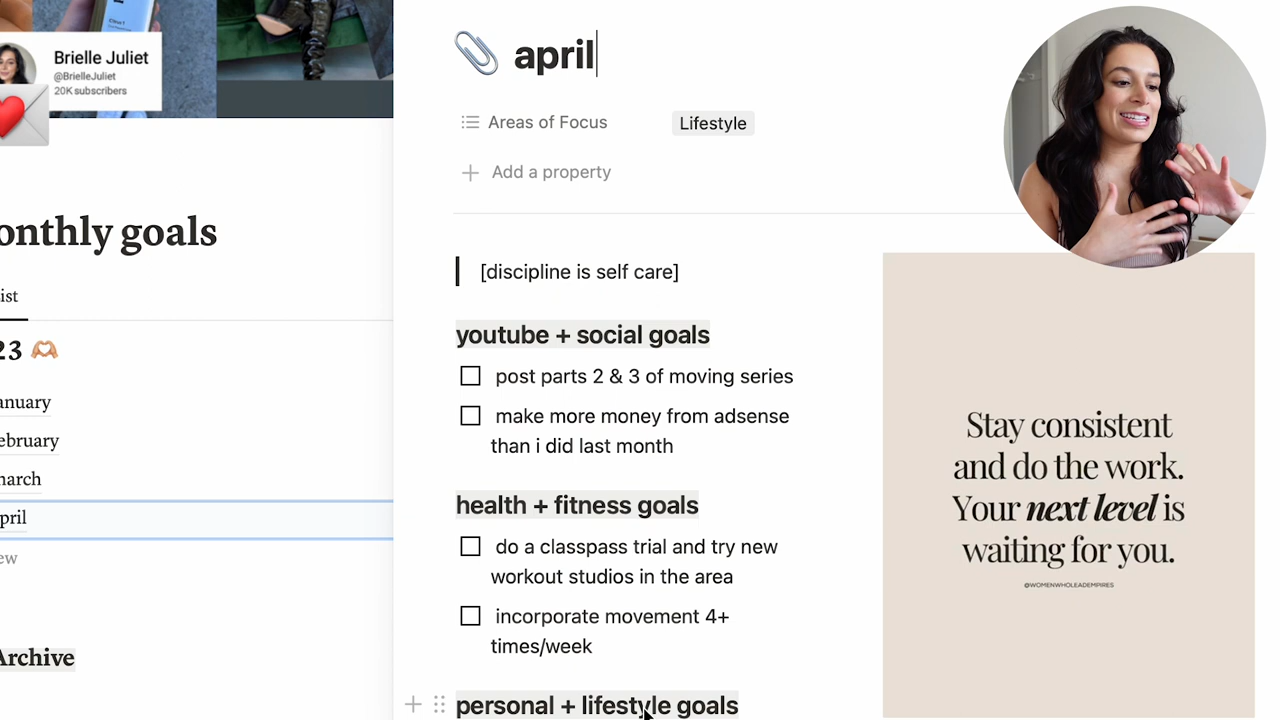 Brielle Juliet
@BrielleJuliet
20K subscribers
onthly goals
ist
23
anuary
ebruary
narch
pril
ew
Archive
april
Areas of Focus
Lifestyle
Add a property
[discipline is self care]
youtube + social goals
post parts 2 & 3 of moving series
make more money from adsense
than i did last month
health + fitness goals
do a classpass trial and try new
workout studios in the area
incorporate movement 4+
times/week
personal + lifestyle goals
Stay consistent
and do the work.
Your next level is
waiting for you.
@WOMENWHOLEADEMPIRES